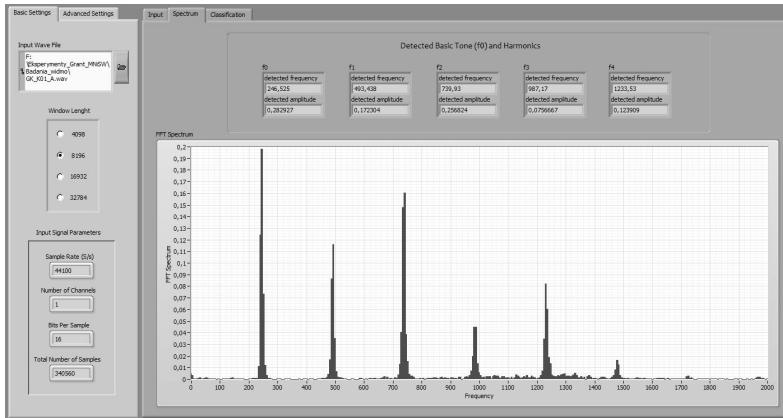 Basic Settings
Advanced Settings
Input Wave File
F:
\Eksperymenty_Grant_MNiSW\
Badania_widmo\
GK_K01_A.wav
Window Lenght
4098
8196
16932
32784
Input Signal Parameters
Sample Rate (S/s)
44100
Number of Channels
1
Bits Per Sample
16
Total Number of Samples
340560
Input
Spectrum
Classification
Detected Basic Tone (f0) and Harmonics
f0
f1
f2
f3
f4
detected frequency
detected frequency
detected frequency
detected frequency
detected frequency
246,525
493,438
739,93
987,17
1233,53
detected amplitude
detected amplitude
detected amplitude
detected amplitude
detected amplitude
0,282927
0,172304
0,256824
0,0756667
0,123909
FFT Spectrum
0,2
0,19
0,18
0,17
0,16
0,15
0,14
0,13
0,12
0,11
0,1
0,09
0,08
0,07
0,06
0,05
0,04
0,03
0,02
0,01
0
FFT Spectrum
0 100 200 300 400 500 600 700 800 900 1000 1100 1200 1300 1400 1500 1600 1700 1800 1900 2000
Frequency